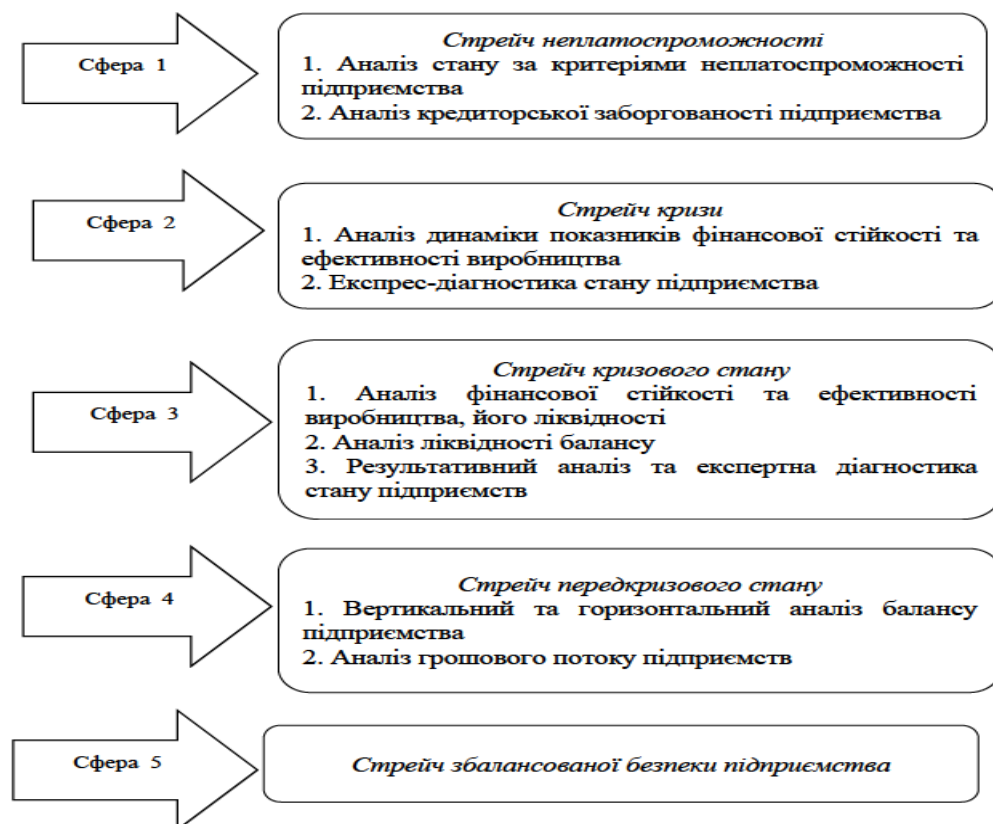 Сфера 1
Стрейч неплатоспроможності
1. Аналіз стану за критеріями неплатоспроможності
підприємства
2. Аналіз кредиторської заборгованості підприємства
Сфера 2
Стрейч кризи
1. Аналіз динаміки показників фінансової стійкості та
ефективності виробництва
2. Експрес-діагностика стану підприємства
Сфера 3
Стрейч кризового стану
1. Аналіз фінансової стійкості та ефективності
виробництва, його ліквідності
2. Аналіз ліквідності балансу
3. Результативний аналіз та експертна діагностика
стану підприємств
Сфера 4
Стрейч передкризового стану
1. Вертикальний та горизонтальний аналіз балансу
підприємства
2. Аналіз грошового потоку підприємств
Сфера 5
Стрейч збалансованої безпеки підприємства